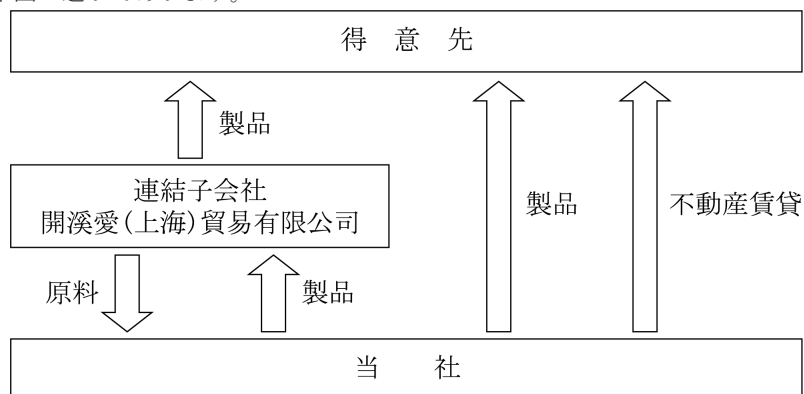 得 意 先
製品
連結子会社
開溪愛(上海)貿易有限公司
製品
不動産賃貸
原料
製品
当 社